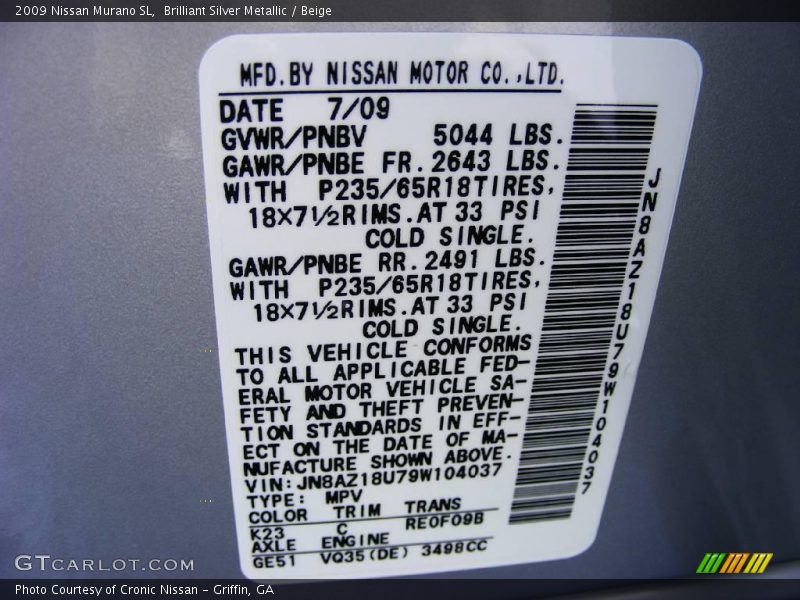 2009 Nissan Murano SL,  Brilliant Silver Metallic / Beige
MFD.BY NISSAN MOTOR CO.,LTD.
DATE 7/09
GVWR/PNBV 5044 LBS.
GAWR/PNBE FR. 2643 LBS.
WITH P235/65R18TIRES,
18×7½RIMS.AT 33 PSI
COLD SINGLE.
GAWR/PNBE RR. 2491 LBS.
WITH P235/65R18TIRES,
18×7½RIMS.AT 33 PSI
COLD SINGLE.
THIS VEHICLE CONFORMS
TO ALL APPLICABLE FED-
ERAL MOTOR VEHICLE SA-
FETY AND THEFT PREVEN-
TION STANDARDS IN EFF-
ECT ON THE DATE OF MA-
NUFACTURE SHOWN ABOVE.
VIN:JN8AZ18U79W104037
TYPE: MPV
COLOR TRIM TRANS
K23 C RE0F09B
AXLE ENGINE
GE51 VQ35(DE) 3498CC
JN8AZ18U79W104037
GTCARLOT.COM
Photo Courtesy of Cronic Nissan - Griffin, GA